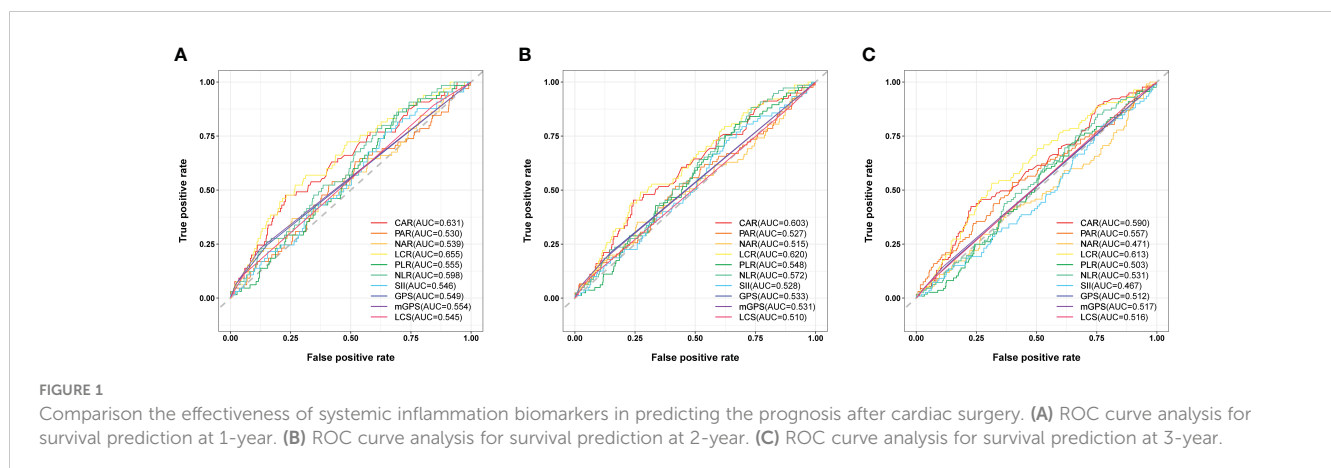 A
B
C
1.00
0.75
0.50
0.25
0.00
True positive rate
0.00
0.25
0.50
0.75
1.00
False positive rate
CAR(AUC=0.631)
PAR(AUC=0.530)
NAR(AUC=0.539)
LCR(AUC=0.655)
PLR(AUC=0.555)
NLR(AUC=0.598)
SII(AUC=0.546)
GPS(AUC=0.549)
mGPS(AUC=0.554)
LCS(AUC=0.545)
1.00
0.75
0.50
0.25
0.00
True positive rate
0.00
0.25
0.50
0.75
1.00
False positive rate
CAR(AUC=0.603)
PAR(AUC=0.527)
NAR(AUC=0.515)
LCR(AUC=0.620)
PLR(AUC=0.548)
NLR(AUC=0.572)
SII(AUC=0.528)
GPS(AUC=0.533)
mGPS(AUC=0.531)
LCS(AUC=0.510)
1.00
0.75
0.50
0.25
0.00
True positive rate
0.00
0.25
0.50
0.75
1.00
False positive rate
CAR(AUC=0.590)
PAR(AUC=0.557)
NAR(AUC=0.471)
LCR(AUC=0.613)
PLR(AUC=0.503)
NLR(AUC=0.531)
SII(AUC=0.467)
GPS(AUC=0.512)
mGPS(AUC=0.517)
LCS(AUC=0.516)
FIGURE 1
Comparison the effectiveness of systemic inflammation biomarkers in predicting the prognosis after cardiac surgery. (A) ROC curve analysis for
survival prediction at 1-year. (B) ROC curve analysis for survival prediction at 2-year. (C) ROC curve analysis for survival prediction at 3-year.